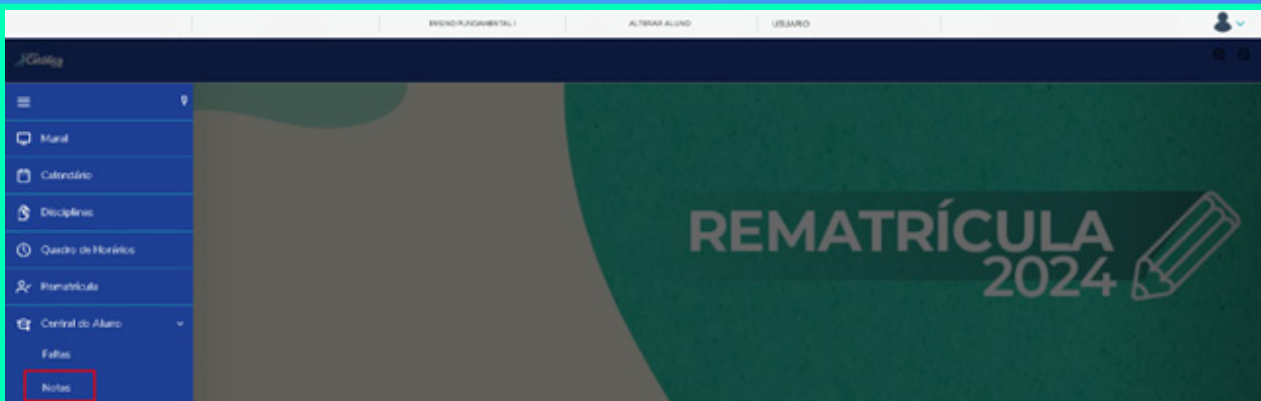 ENSINO FUNDAMENTAL I
ALTERAR ALUNO
USUARIO
Católica
Mural
Calendário
Disciplinas
Quadro de Horários
Rematrícula
Central do Aluno
Faltas
Notas
REMATRÍCULA
2024